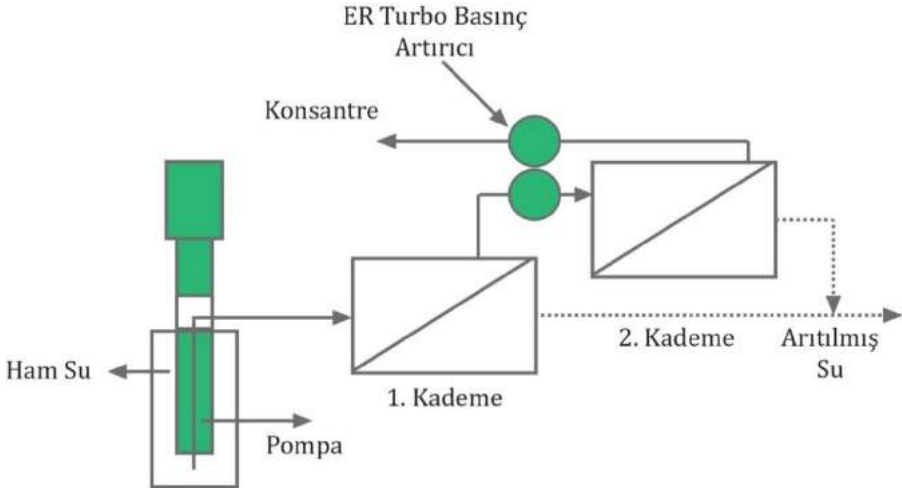 ER Turbo Basınç
Artırıcı
Konsantre
Ham Su
Pompa
1. Kademe
2. Kademe
Arıtılmış
Su